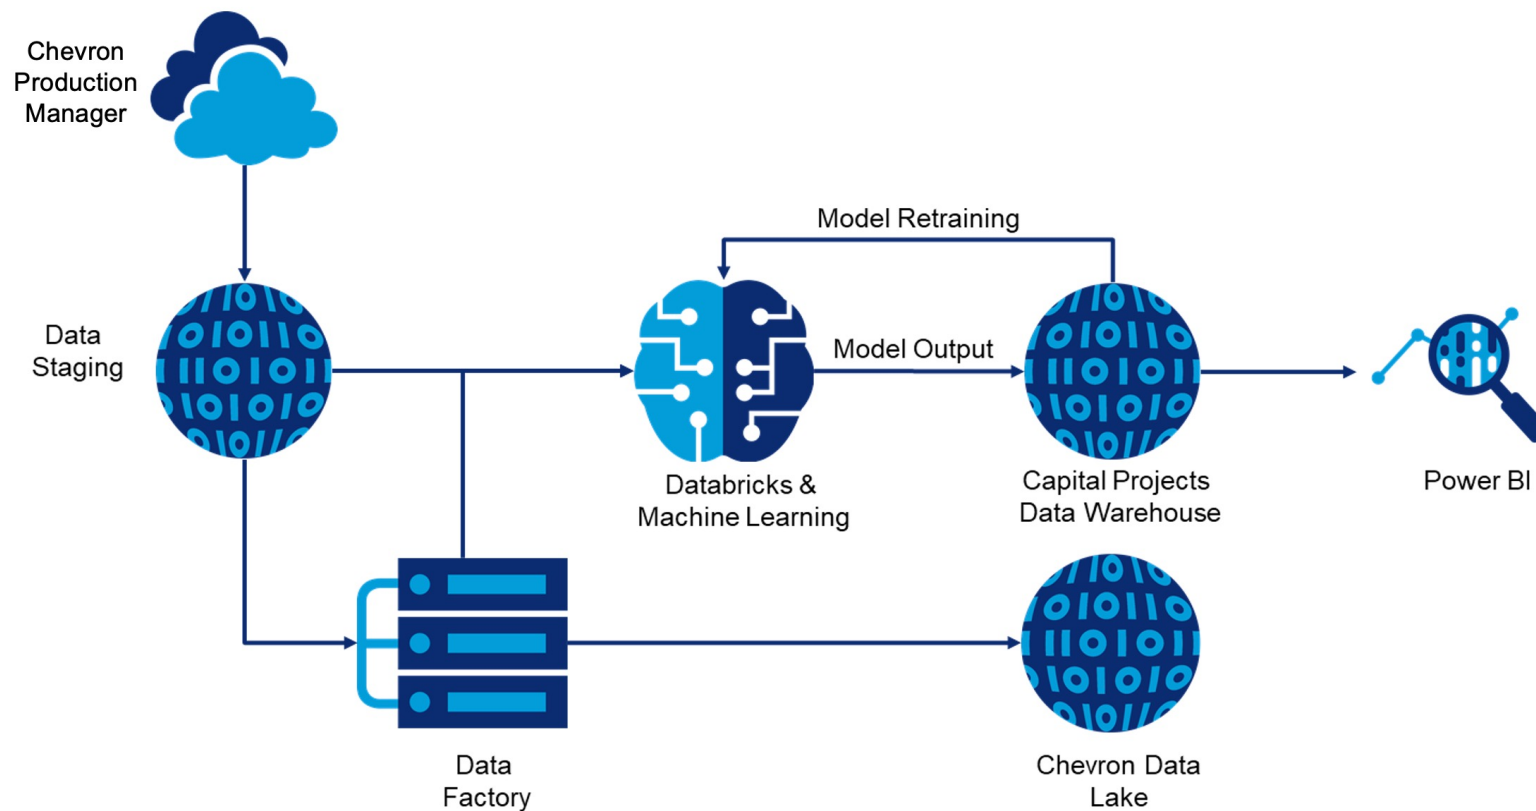 Chevron
Production
Manager
Model Retraining
Data
Staging
Model Output
Databricks &
Machine Learning
Capital Projects
Data Warehouse
Power BI
Data
Factory
Chevron Data
Lake